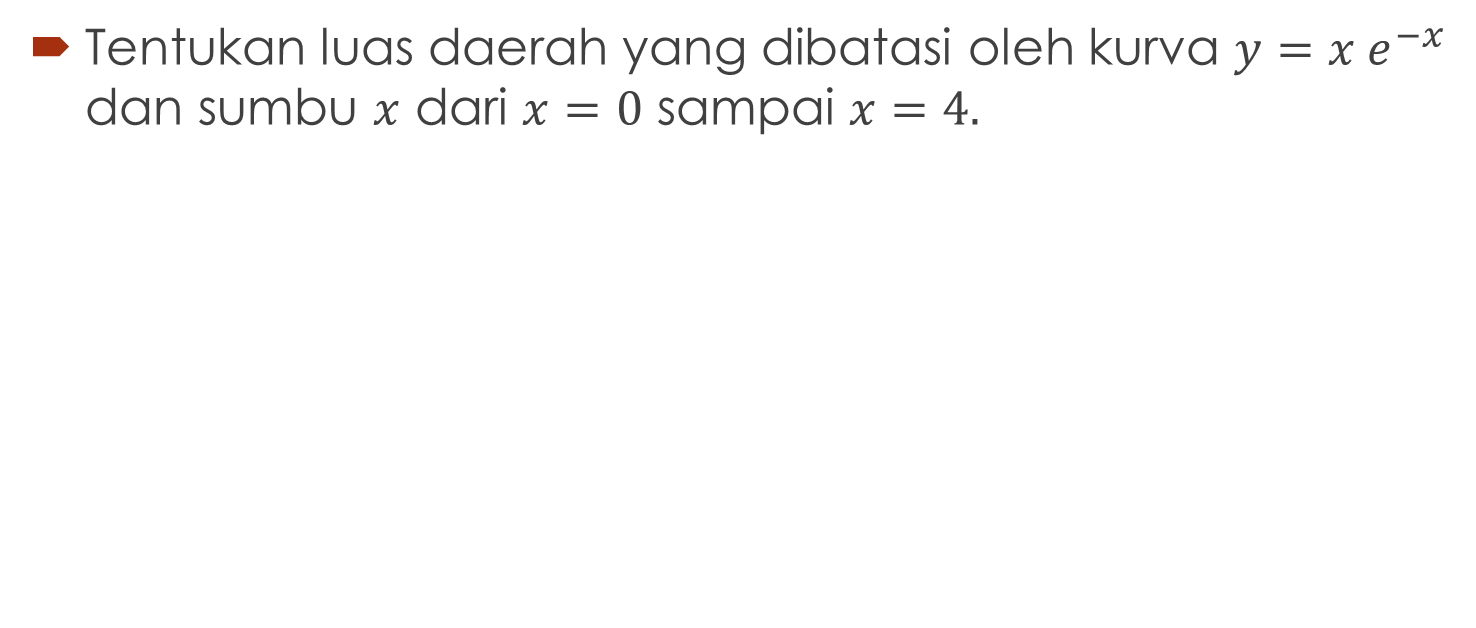 Tentukan luas daerah yang dibatasi oleh kurva $y = x\,e^{-x}$
dan sumbu $x$ dari $x = 0$ sampai $x = 4$.